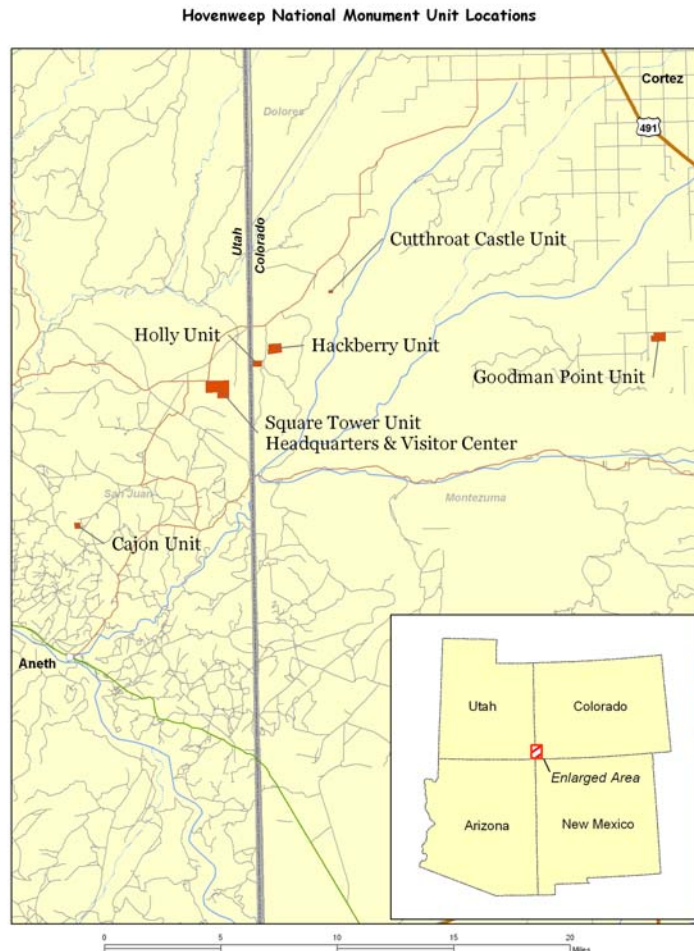 Hovenweep National Monument Unit Locations
Cortez
Dolores
491
Utah
Colorado
Cutthroat Castle Unit
Holly Unit
Hackberry Unit
Goodman Point Unit
Square Tower Unit
Headquarters & Visitor Center
San Juan
Montezuma
Cajon Unit
Aneth
Utah
Colorado
Enlarged Area
Arizona
New Mexico
0
5
10
20
Miles